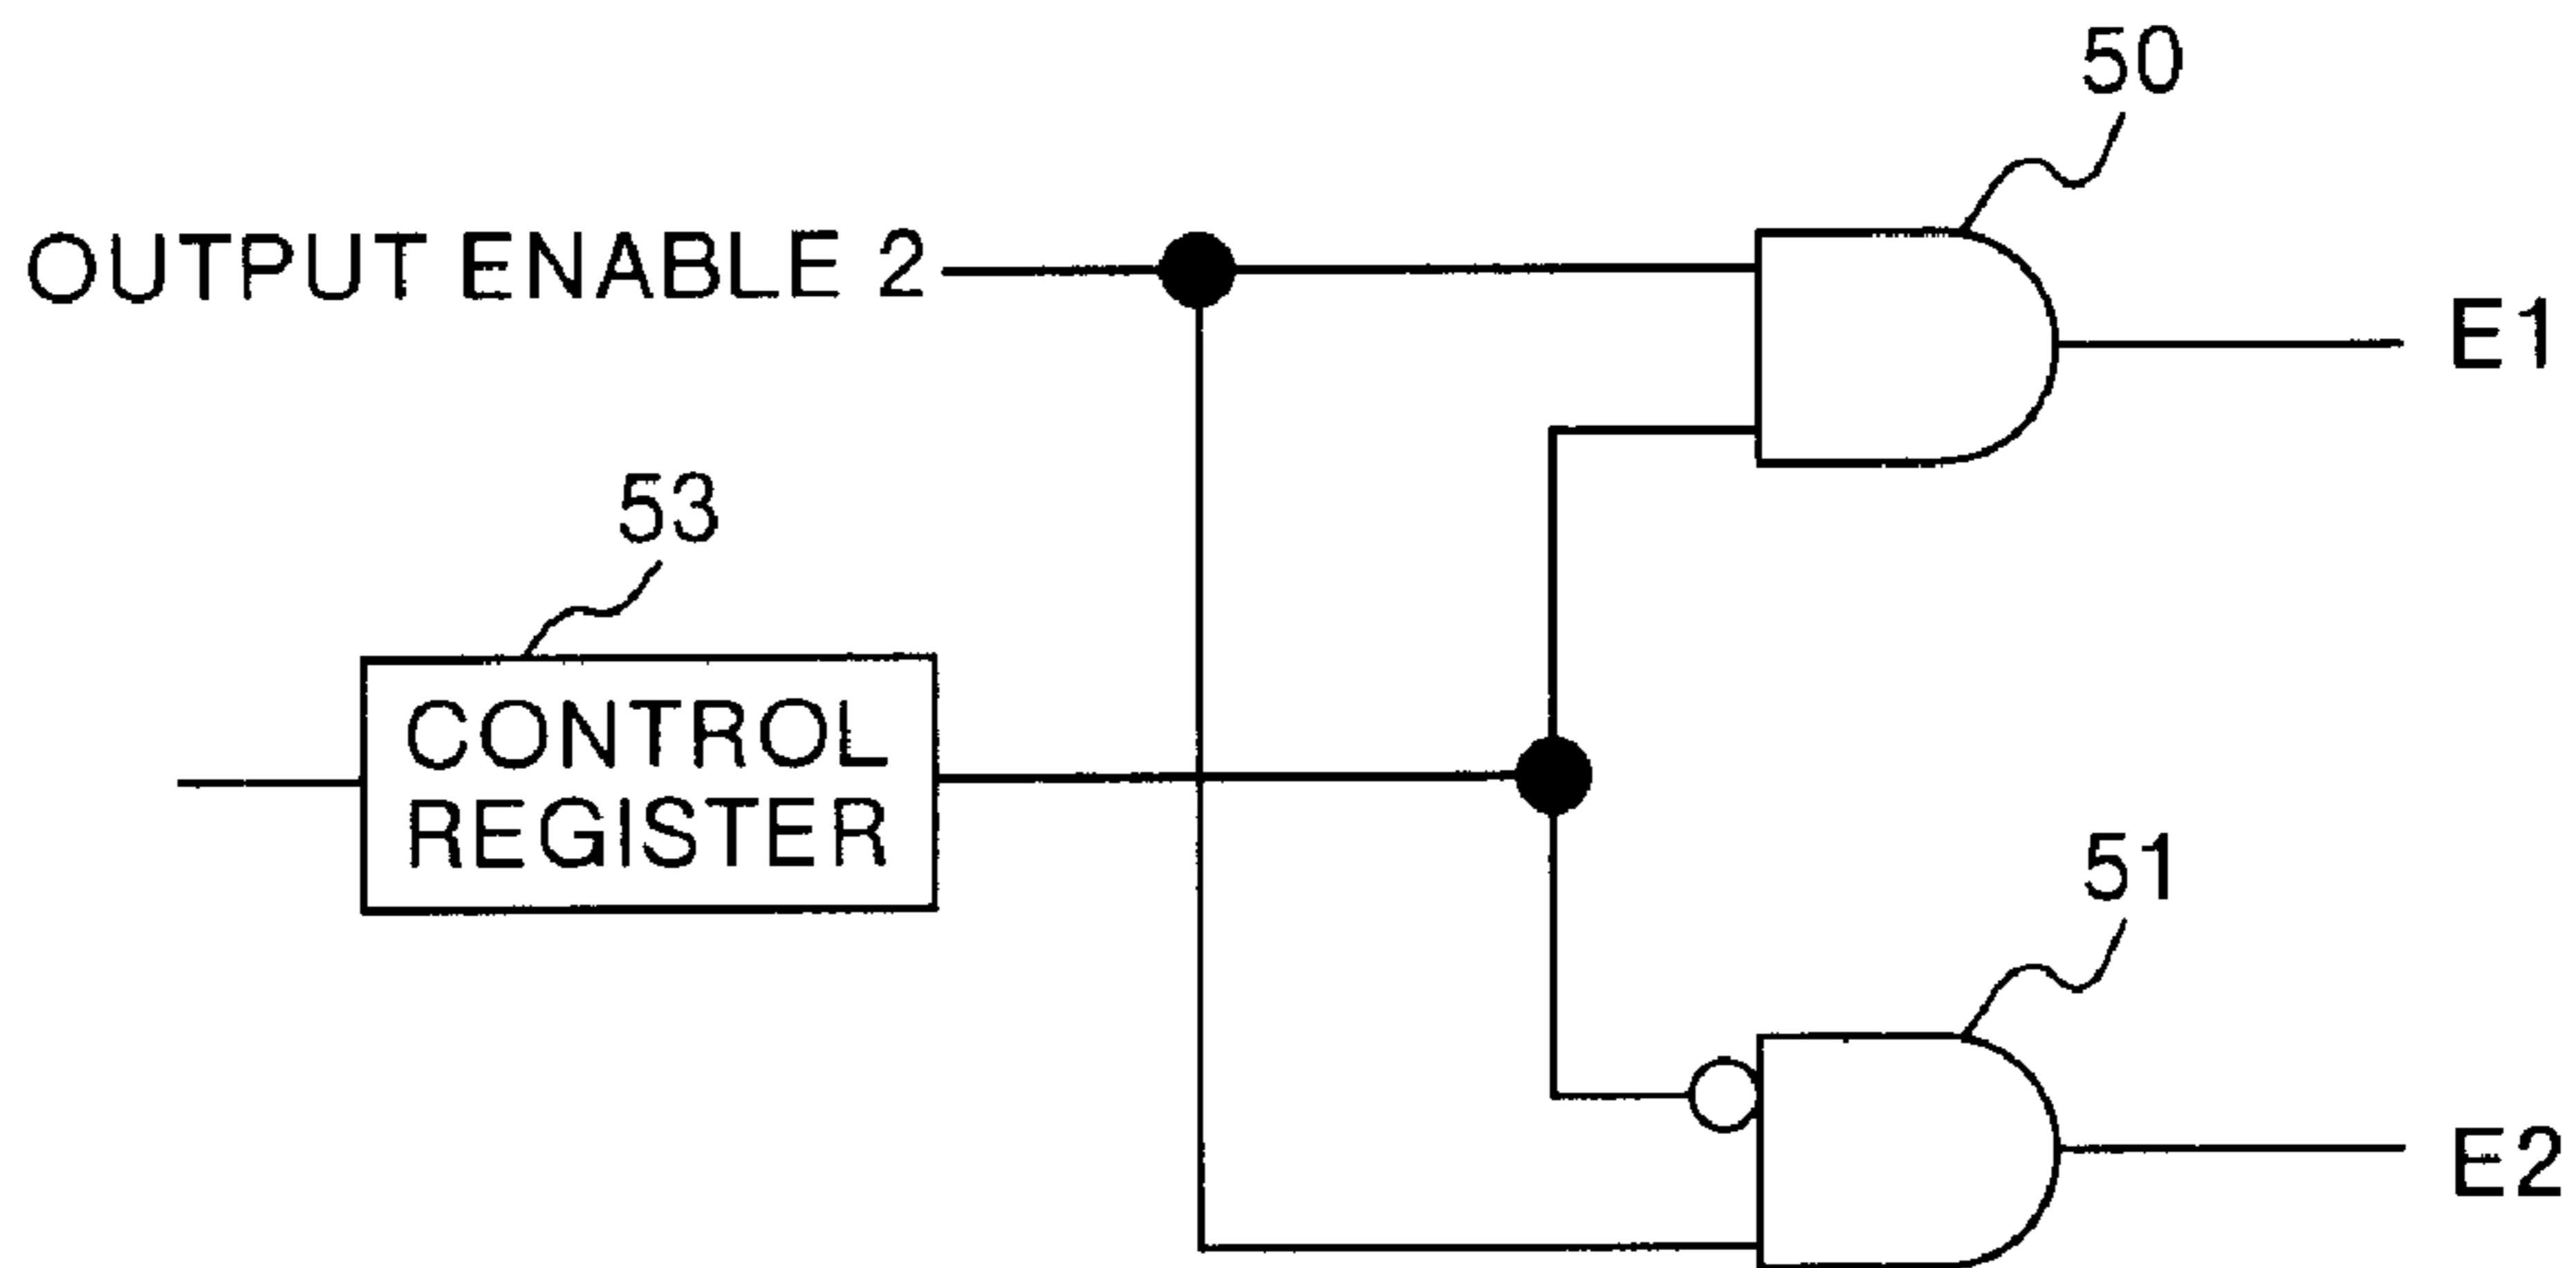 50
OUTPUT ENABLE 2
E1
53
CONTROL
REGISTER
51
E2